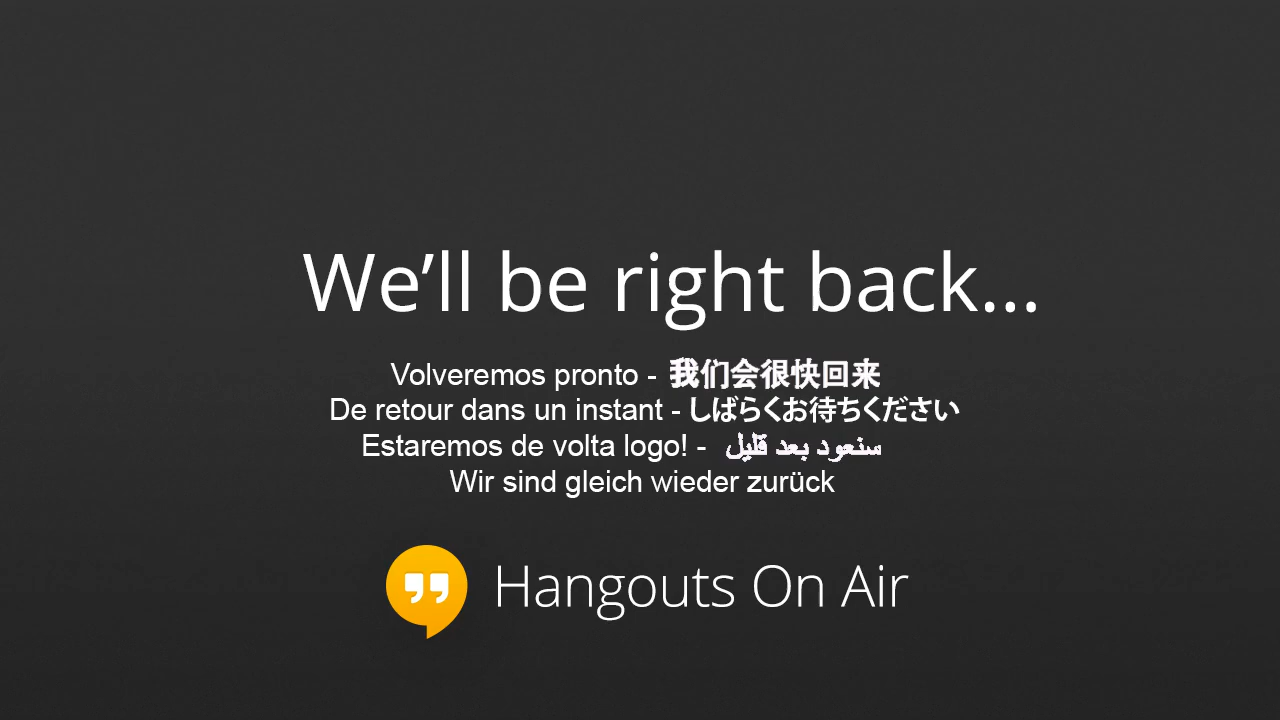 We’ll be right back...
Volveremos pronto - 我们会很快回来
De retour dans un instant - しばらくお待ちください
Estaremos de volta logo! - سنعود بعد قليل
Wir sind gleich wieder zurück
Hangouts On Air